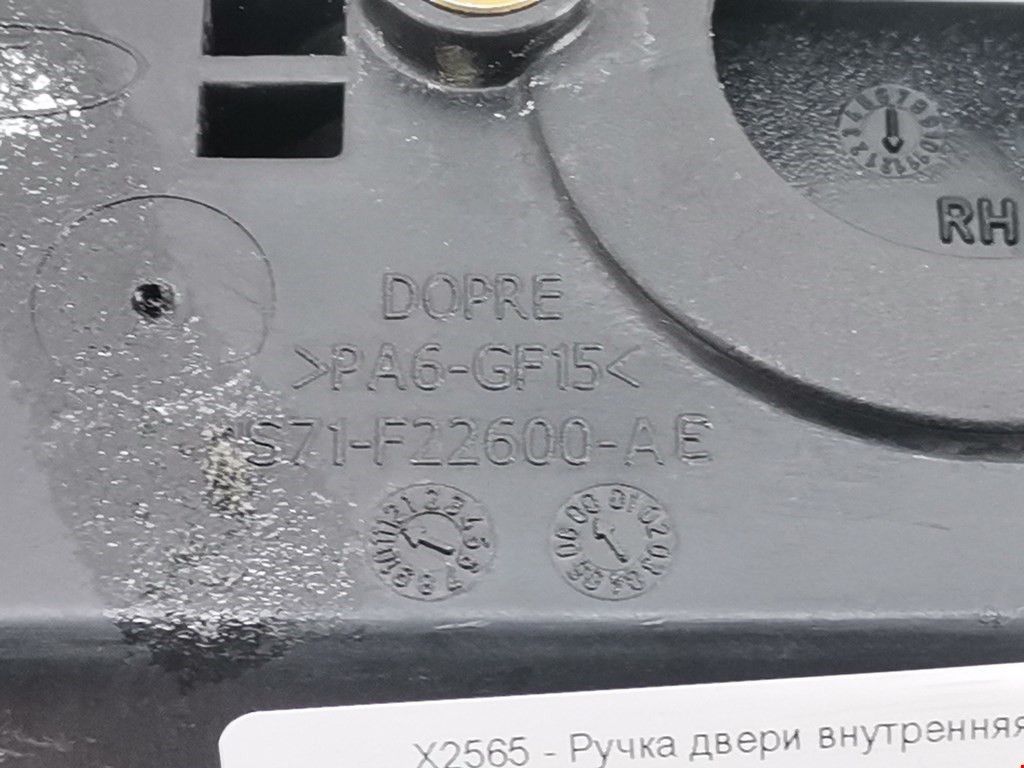 RH
DOPRE
>PA6-GF15<
S71-F22600-AE
X2565 - Ручка двери внутренняя